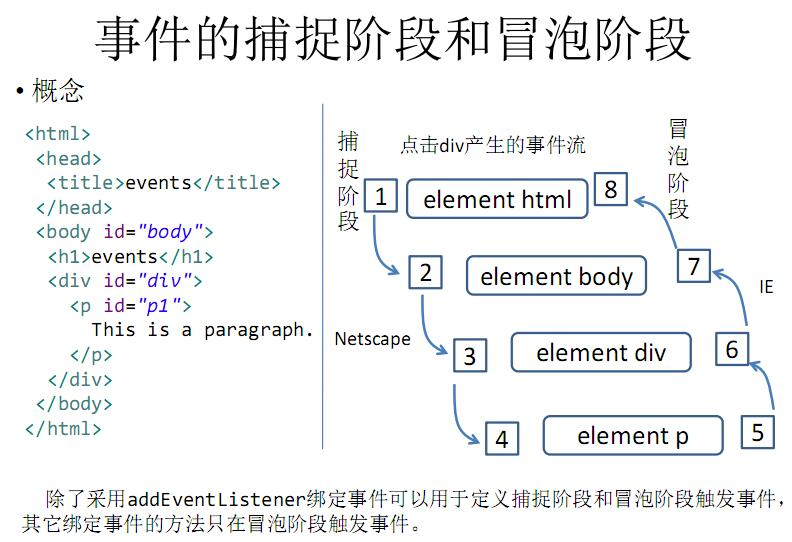 事件的捕捉阶段和冒泡阶段
• 概念
<html>
<head>
<title>events</title>
</head>
<body id="body">
<h1>events</h1>
<div id="div">
<p id="p1">
This is a paragraph.
</p>
</div>
</body>
</html>
捕捉阶段
点击div产生的事件流
冒泡阶段
1 element html 8
2 element body 7
IE
Netscape
3 element div 6
4 element p 5
除了采用addEventListener绑定事件可以用于定义捕捉阶段和冒泡阶段触发事件，
其它绑定事件的方法只在冒泡阶段触发事件。